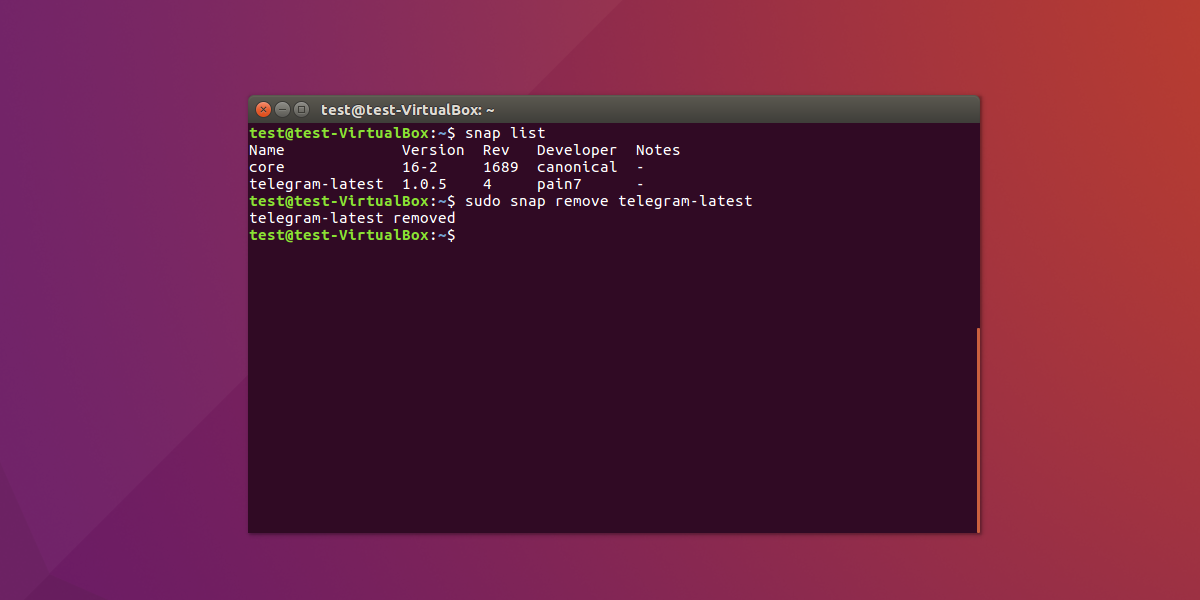 test@test-VirtualBox: ~
test@test-VirtualBox:~$ snap list
Name             Version  Rev   Developer  Notes
core             16-2     1689  canonical  -
telegram-latest  1.0.5    4     pain7      -
test@test-VirtualBox:~$ sudo snap remove telegram-latest
telegram-latest removed
test@test-VirtualBox:~$